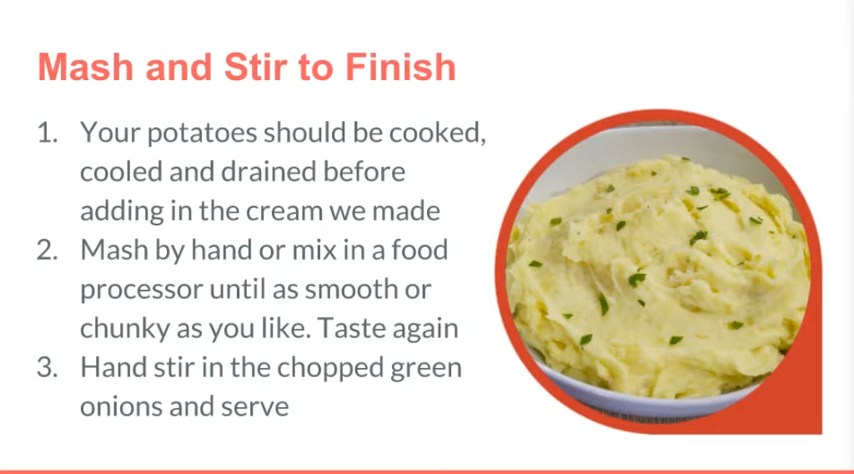 Mash and Stir to Finish
1. Your potatoes should be cooked,
cooled and drained before
adding in the cream we made
2. Mash by hand or mix in a food
processor until as smooth or
chunky as you like. Taste again
3. Hand stir in the chopped green
onions and serve